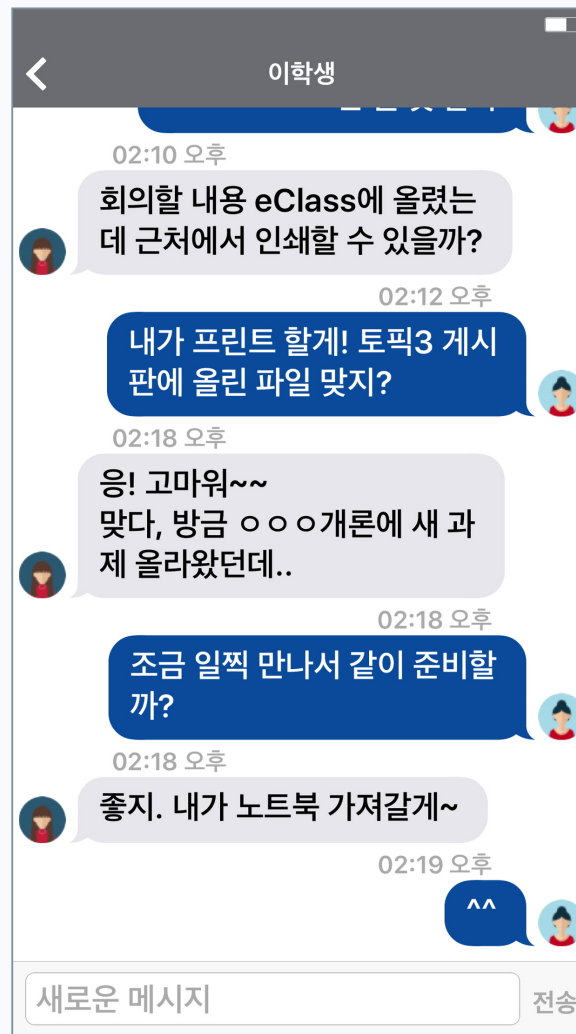 이학생
02:10 오후
회의할 내용 eClass에 올렸는
데 근처에서 인쇄할 수 있을까?
02:12 오후
내가 프린트 할게! 토픽3 게시
판에 올린 파일 맞지?
02:18 오후
응! 고마워~~
맞다, 방금 ㅇㅇㅇ개론에 새 과
제 올라왔던데..
02:18 오후
조금 일찍 만나서 같이 준비할
까?
02:18 오후
좋지. 내가 노트북 가져갈게~
02:19 오후
^^
새로운 메시지
전송